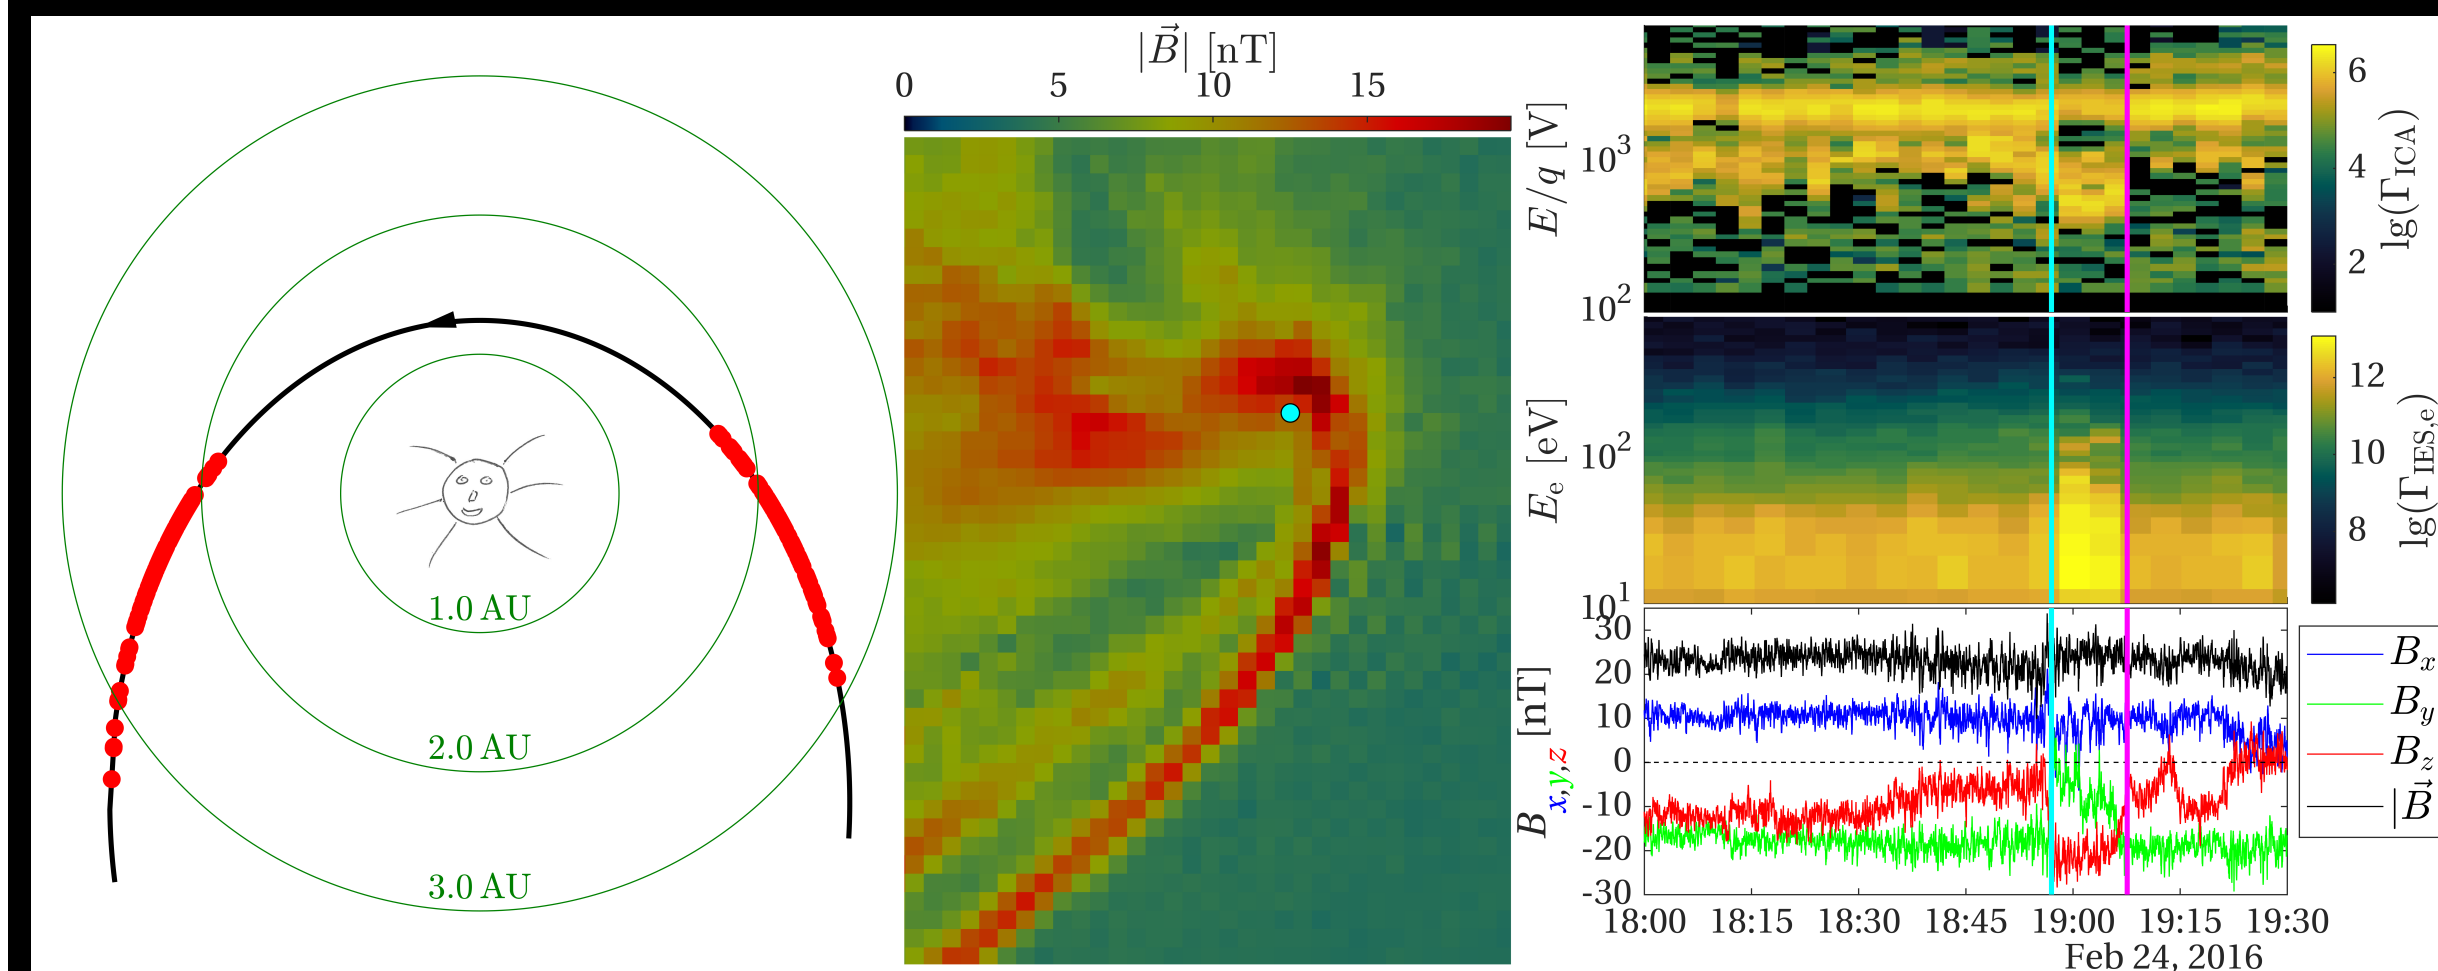 1.0 AU
2.0 AU
3.0 AU
|B⃗| [nT]
0 5 10 15
E/q [V]
10³
10²
lg(Γ_ICA)
6
4
2
E_e [eV]
10²
10¹
lg(Γ_IES,e)
12
10
8
B_x,y,z [nT]
30
20
10
0
-10
-20
-30
18:00 18:15 18:30 18:45 19:00 19:15 19:30
Feb 24, 2016
B_x
B_y
B_z
|B⃗